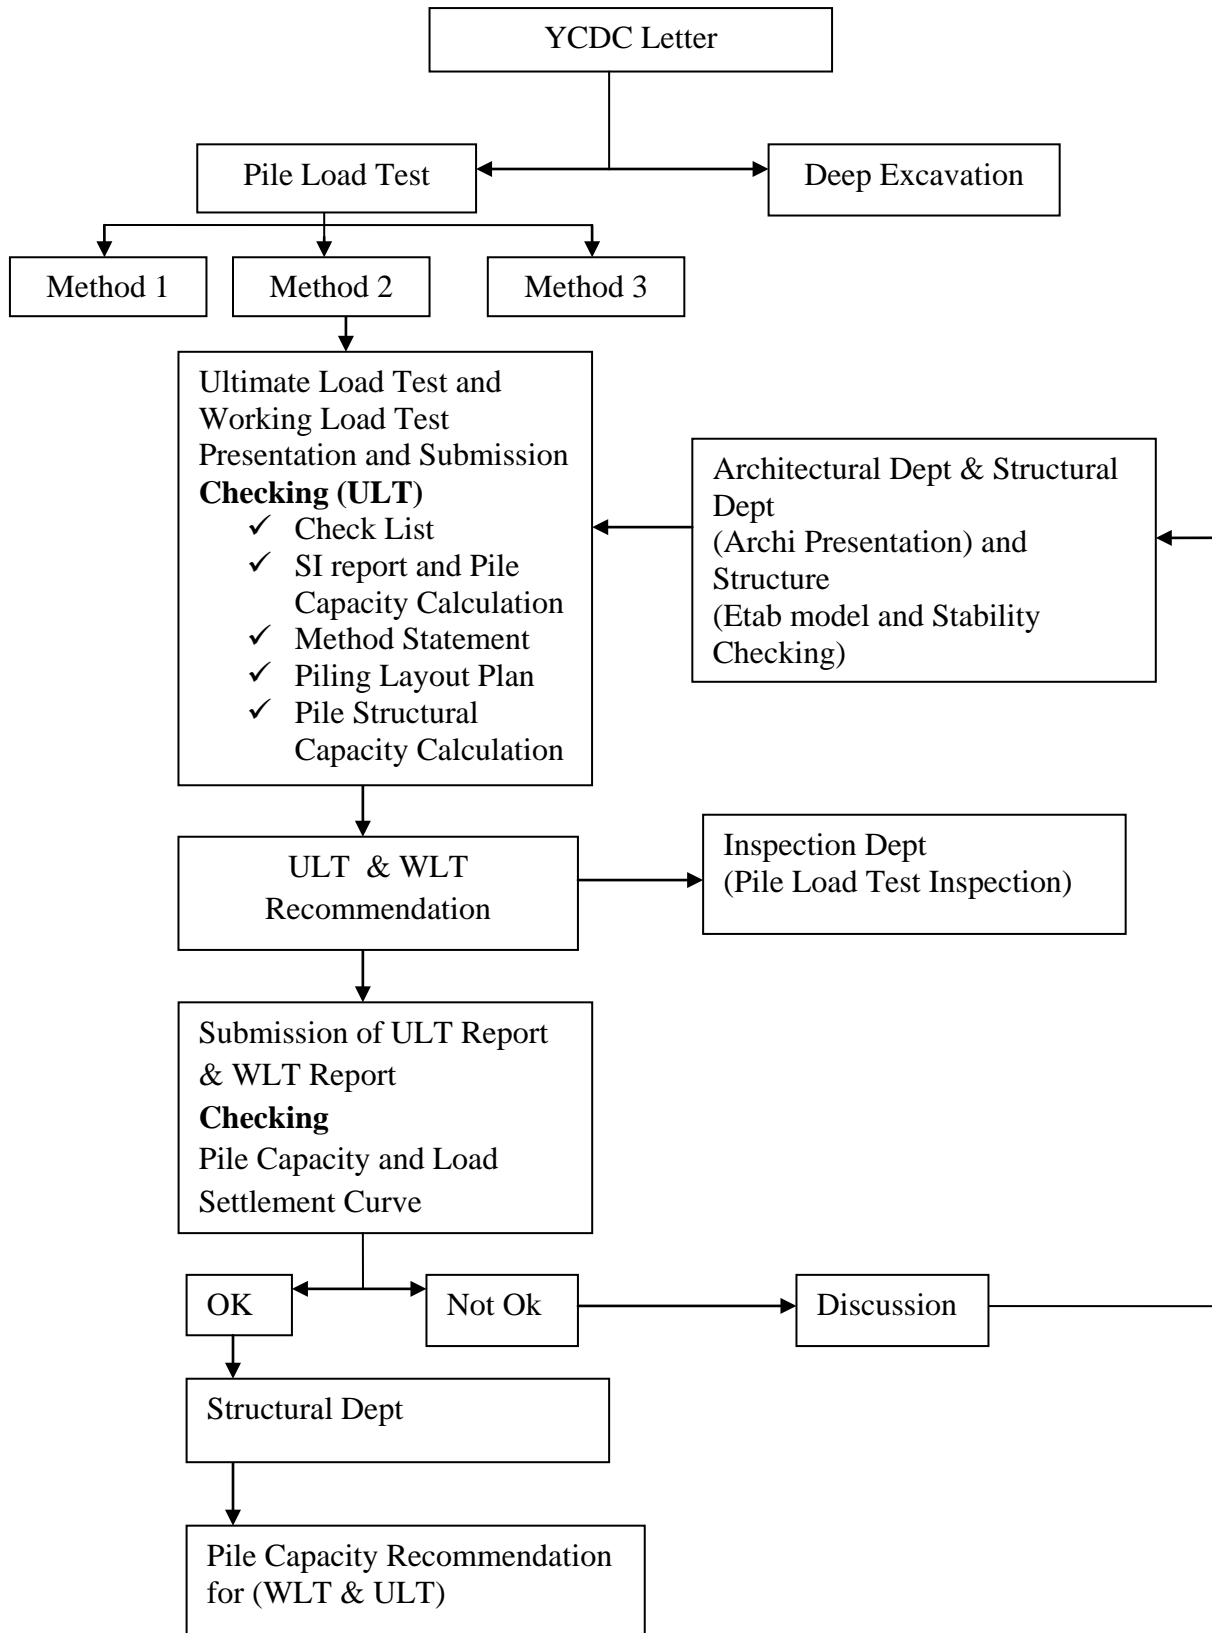 YCDC Letter
Pile Load Test
Deep Excavation
Method 1
Method 2
Method 3
Ultimate Load Test and
Working Load Test
Presentation and Submission
Checking (ULT)
✓ Check List
✓ SI report and Pile
Capacity Calculation
✓ Method Statement
✓ Piling Layout Plan
✓ Pile Structural
Capacity Calculation
Architectural Dept & Structural
Dept
(Archi Presentation) and
Structure
(Etab model and Stability
Checking)
ULT & WLT
Recommendation
Inspection Dept
(Pile Load Test Inspection)
Submission of ULT Report
& WLT Report
Checking
Pile Capacity and Load
Settlement Curve
OK
Not Ok
Discussion
Structural Dept
Pile Capacity Recommendation
for (WLT & ULT)